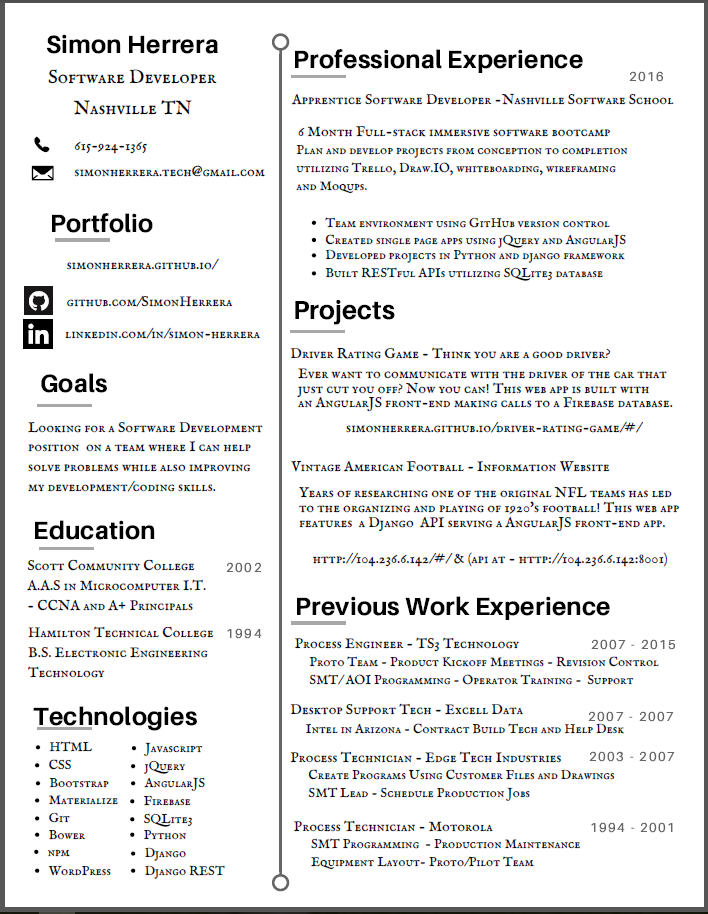 Simon Herrera
Software Developer
Nashville TN
615-924-1365
simonherrera.tech@gmail.com
Portfolio
simonherrera.github.io/
github.com/SimonHerrera
linkedin.com/in/simon-herrera
Goals
Looking for a Software Development
position on a team where I can help
solve problems while also improving
my development/coding skills.
Education
Scott Community College 2002
A.A.S in Microcomputer I.T.
- CCNA and A+ Principals
Hamilton Technical College 1994
B.S. Electronic Engineering
Technology
Technologies
• HTML
• CSS
• Bootstrap
• Materialize
• Git
• Bower
• npm
• WordPress
• Javascript
• jQuery
• AngularJS
• Firebase
• SQLite3
• Python
• Django
• Django REST
Professional Experience
2016
Apprentice Software Developer -Nashville Software School
6 Month Full-stack immersive software bootcamp
Plan and develop projects from conception to completion
utilizing Trello, Draw.IO, whiteboarding, wireframing
and Moqups.
• Team environment using GitHub version control
• Created single page apps using jQuery and AngularJS
• Developed projects in Python and django framework
• Built RESTful APIs utilizing SQLite3 database
Projects
Driver Rating Game - Think you are a good driver?
Ever want to communicate with the driver of the car that
just cut you off? Now you can! This web app is built with
an AngularJS front-end making calls to a Firebase database.
simonherrera.github.io/driver-rating-game/#/
Vintage American Football - Information Website
Years of researching one of the original NFL teams has led
to the organizing and playing of 1920's football! This web app
features a Django API serving a AngularJS front-end app.
http://104.236.6.142/#/ & (api at - http://104.236.6.142:8001)
Previous Work Experience
Process Engineer - TS3 Technology 2007 - 2015
Proto Team - Product Kickoff Meetings - Revision Control
SMT/AOI Programming - Operator Training - Support
Desktop Support Tech - Excell Data 2007 - 2007
Intel in Arizona - Contract Build Tech and Help Desk
Process Technician - Edge Tech Industries 2003 - 2007
Create Programs Using Customer Files and Drawings
SMT Lead - Schedule Production Jobs
Process Technician - Motorola 1994 - 2001
SMT Programming - Production Maintenance
Equipment Layout- Proto/Pilot Team